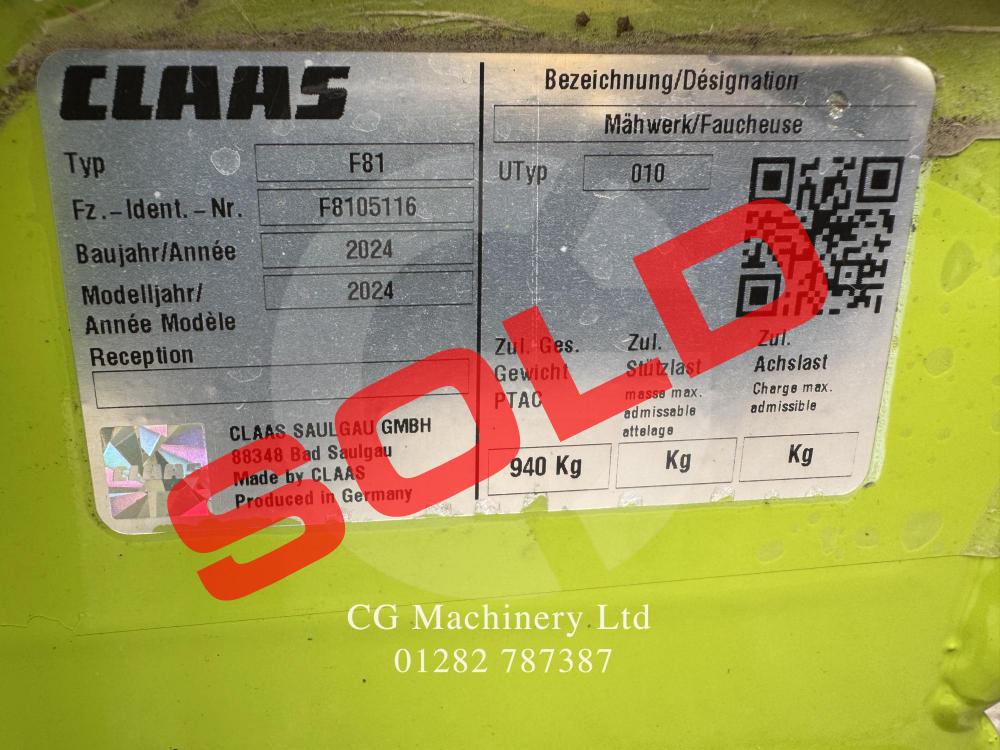 CLAAS
Typ F81
Fz.-Ident.-Nr. F8105116
Baujahr/Année 2024
Modelljahr/ 2024
Année Modèle
Reception
CLAAS SAULGAU GMBH
88348 Bad Saulgau
Made by CLAAS
Produced in Germany
Bezeichnung/Désignation
Mähwerk/Faucheuse
UTyp 010
Zul. Ges.
Gewicht
PTAC
940 Kg
Zul.
Stützlast
masse max.
admissable
attelage
Kg
Zul.
Achslast
Charge max.
admissible
Kg
SOLD
CG Machinery Ltd
01282 787387